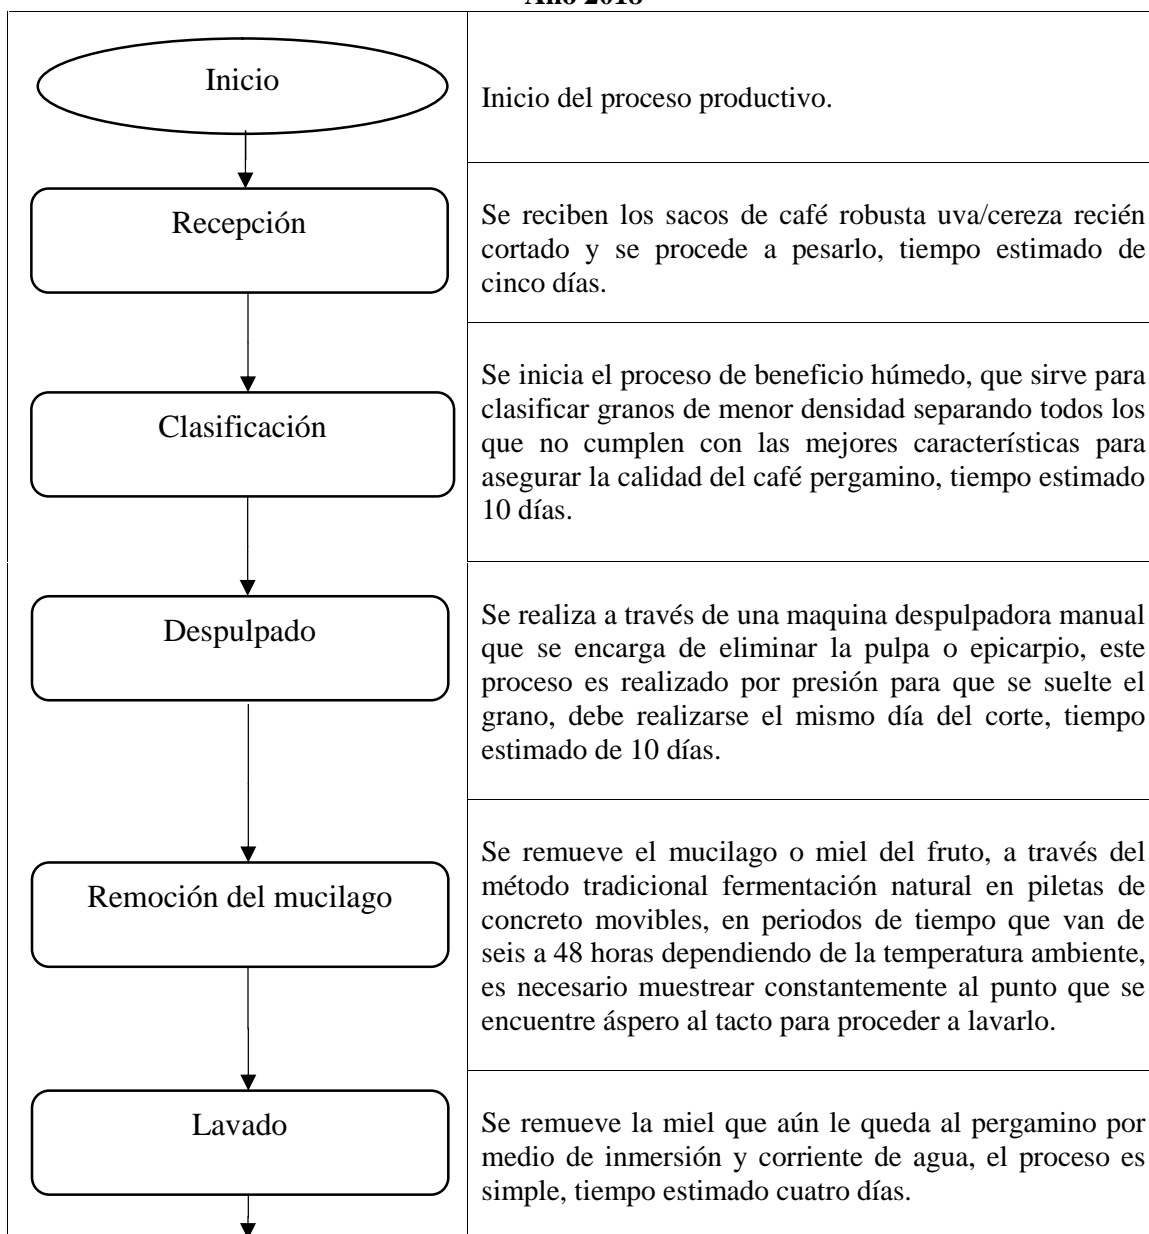 Año 2018
Inicio
Inicio del proceso productivo.
Recepción
Se reciben los sacos de café robusta uva/cereza recién
cortado y se procede a pesarlo, tiempo estimado de
cinco días.
Clasificación
Se inicia el proceso de beneficio húmedo, que sirve para
clasificar granos de menor densidad separando todos los
que no cumplen con las mejores características para
asegurar la calidad del café pergamino, tiempo estimado
10 días.
Despulpado
Se realiza a través de una maquina despulpadora manual
que se encarga de eliminar la pulpa o epicarpio, este
proceso es realizado por presión para que se suelte el
grano, debe realizarse el mismo día del corte, tiempo
estimado de 10 días.
Remoción del mucilago
Se remueve el mucilago o miel del fruto, a través del
método tradicional fermentación natural en piletas de
concreto movibles, en periodos de tiempo que van de
seis a 48 horas dependiendo de la temperatura ambiente,
es necesario muestrear constantemente al punto que se
encuentre áspero al tacto para proceder a lavarlo.
Lavado
Se remueve la miel que aún le queda al pergamino por
medio de inmersión y corriente de agua, el proceso es
simple, tiempo estimado cuatro días.